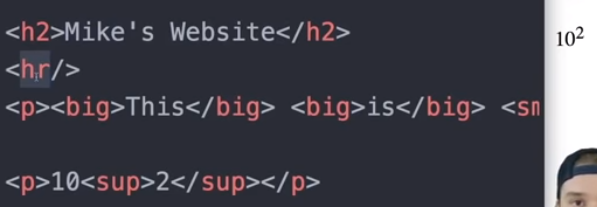 <h2>Mike's Website</h2>
<hr/>
<p><big>This</big> <big>is</big> <sm
<p>10<sup>2</sup></p>
10²